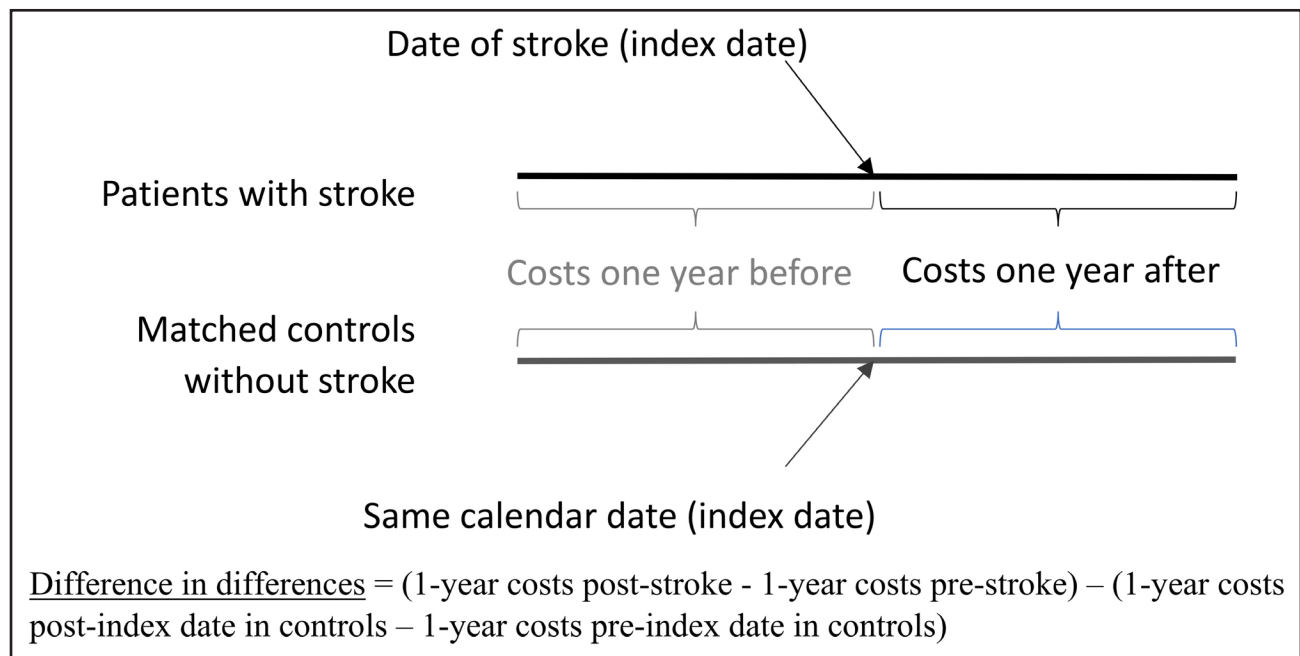 Date of stroke (index date)
Patients with stroke
Costs one year before
Costs one year after
Matched controls
without stroke
Same calendar date (index date)
Difference in differences = (1-year costs post-stroke - 1-year costs pre-stroke) – (1-year costs
post-index date in controls – 1-year costs pre-index date in controls)